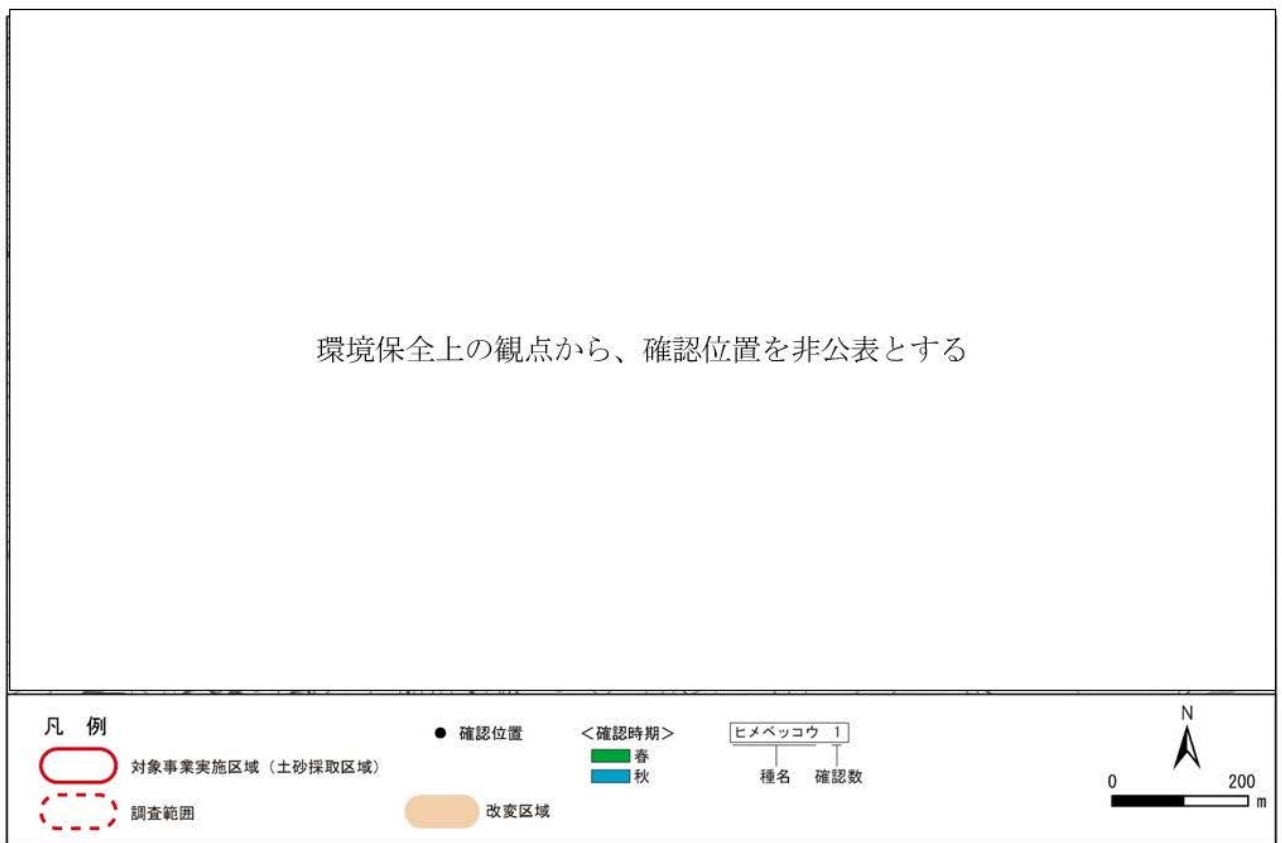 環境保全上の観点から、確認位置を非公表とする
凡 例
対象事業実施区域（土砂採取区域）
調査範囲
● 確認位置
改変区域
＜確認時期＞
春
秋
ヒメベッコウ 1
種名 確認数
N
0 200
m